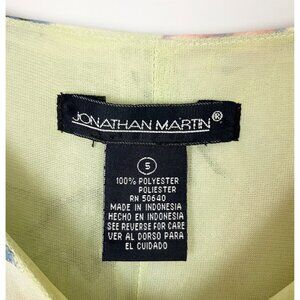 JONATHAN MARTIN®
5
100% POLYESTER
POLIESTER
RN 50640
MADE IN INDONESIA
HECHO EN INDONESIA
SEE REVERSE FOR CARE
VER AL DORSO PARA
EL CUIDADO